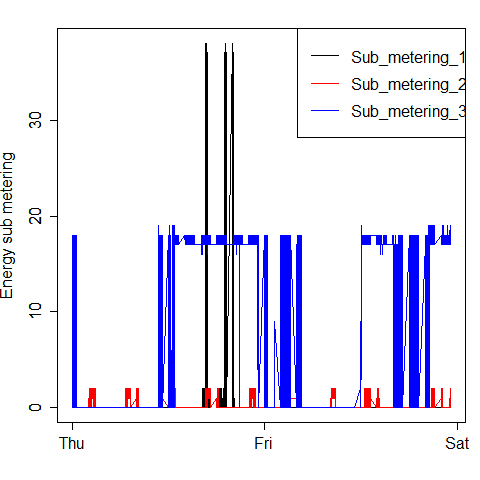 Sub_metering_1
Sub_metering_2
Sub_metering_3
Energy sub metering
30
20
10
0
Thu
Fri
Sat